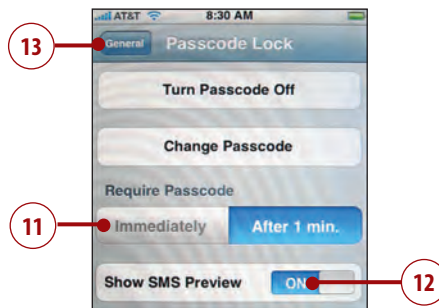 AT&T 8:30 AM
13
General Passcode Lock
Turn Passcode Off
Change Passcode
Require Passcode
11
Immediately After 1 min.
Show SMS Preview ON
12